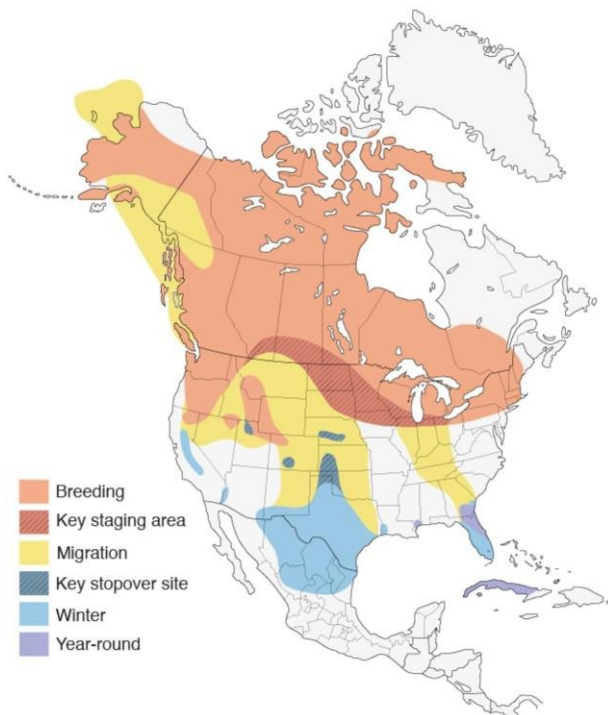 Breeding
Key staging area
Migration
Key stopover site
Winter
Year-round